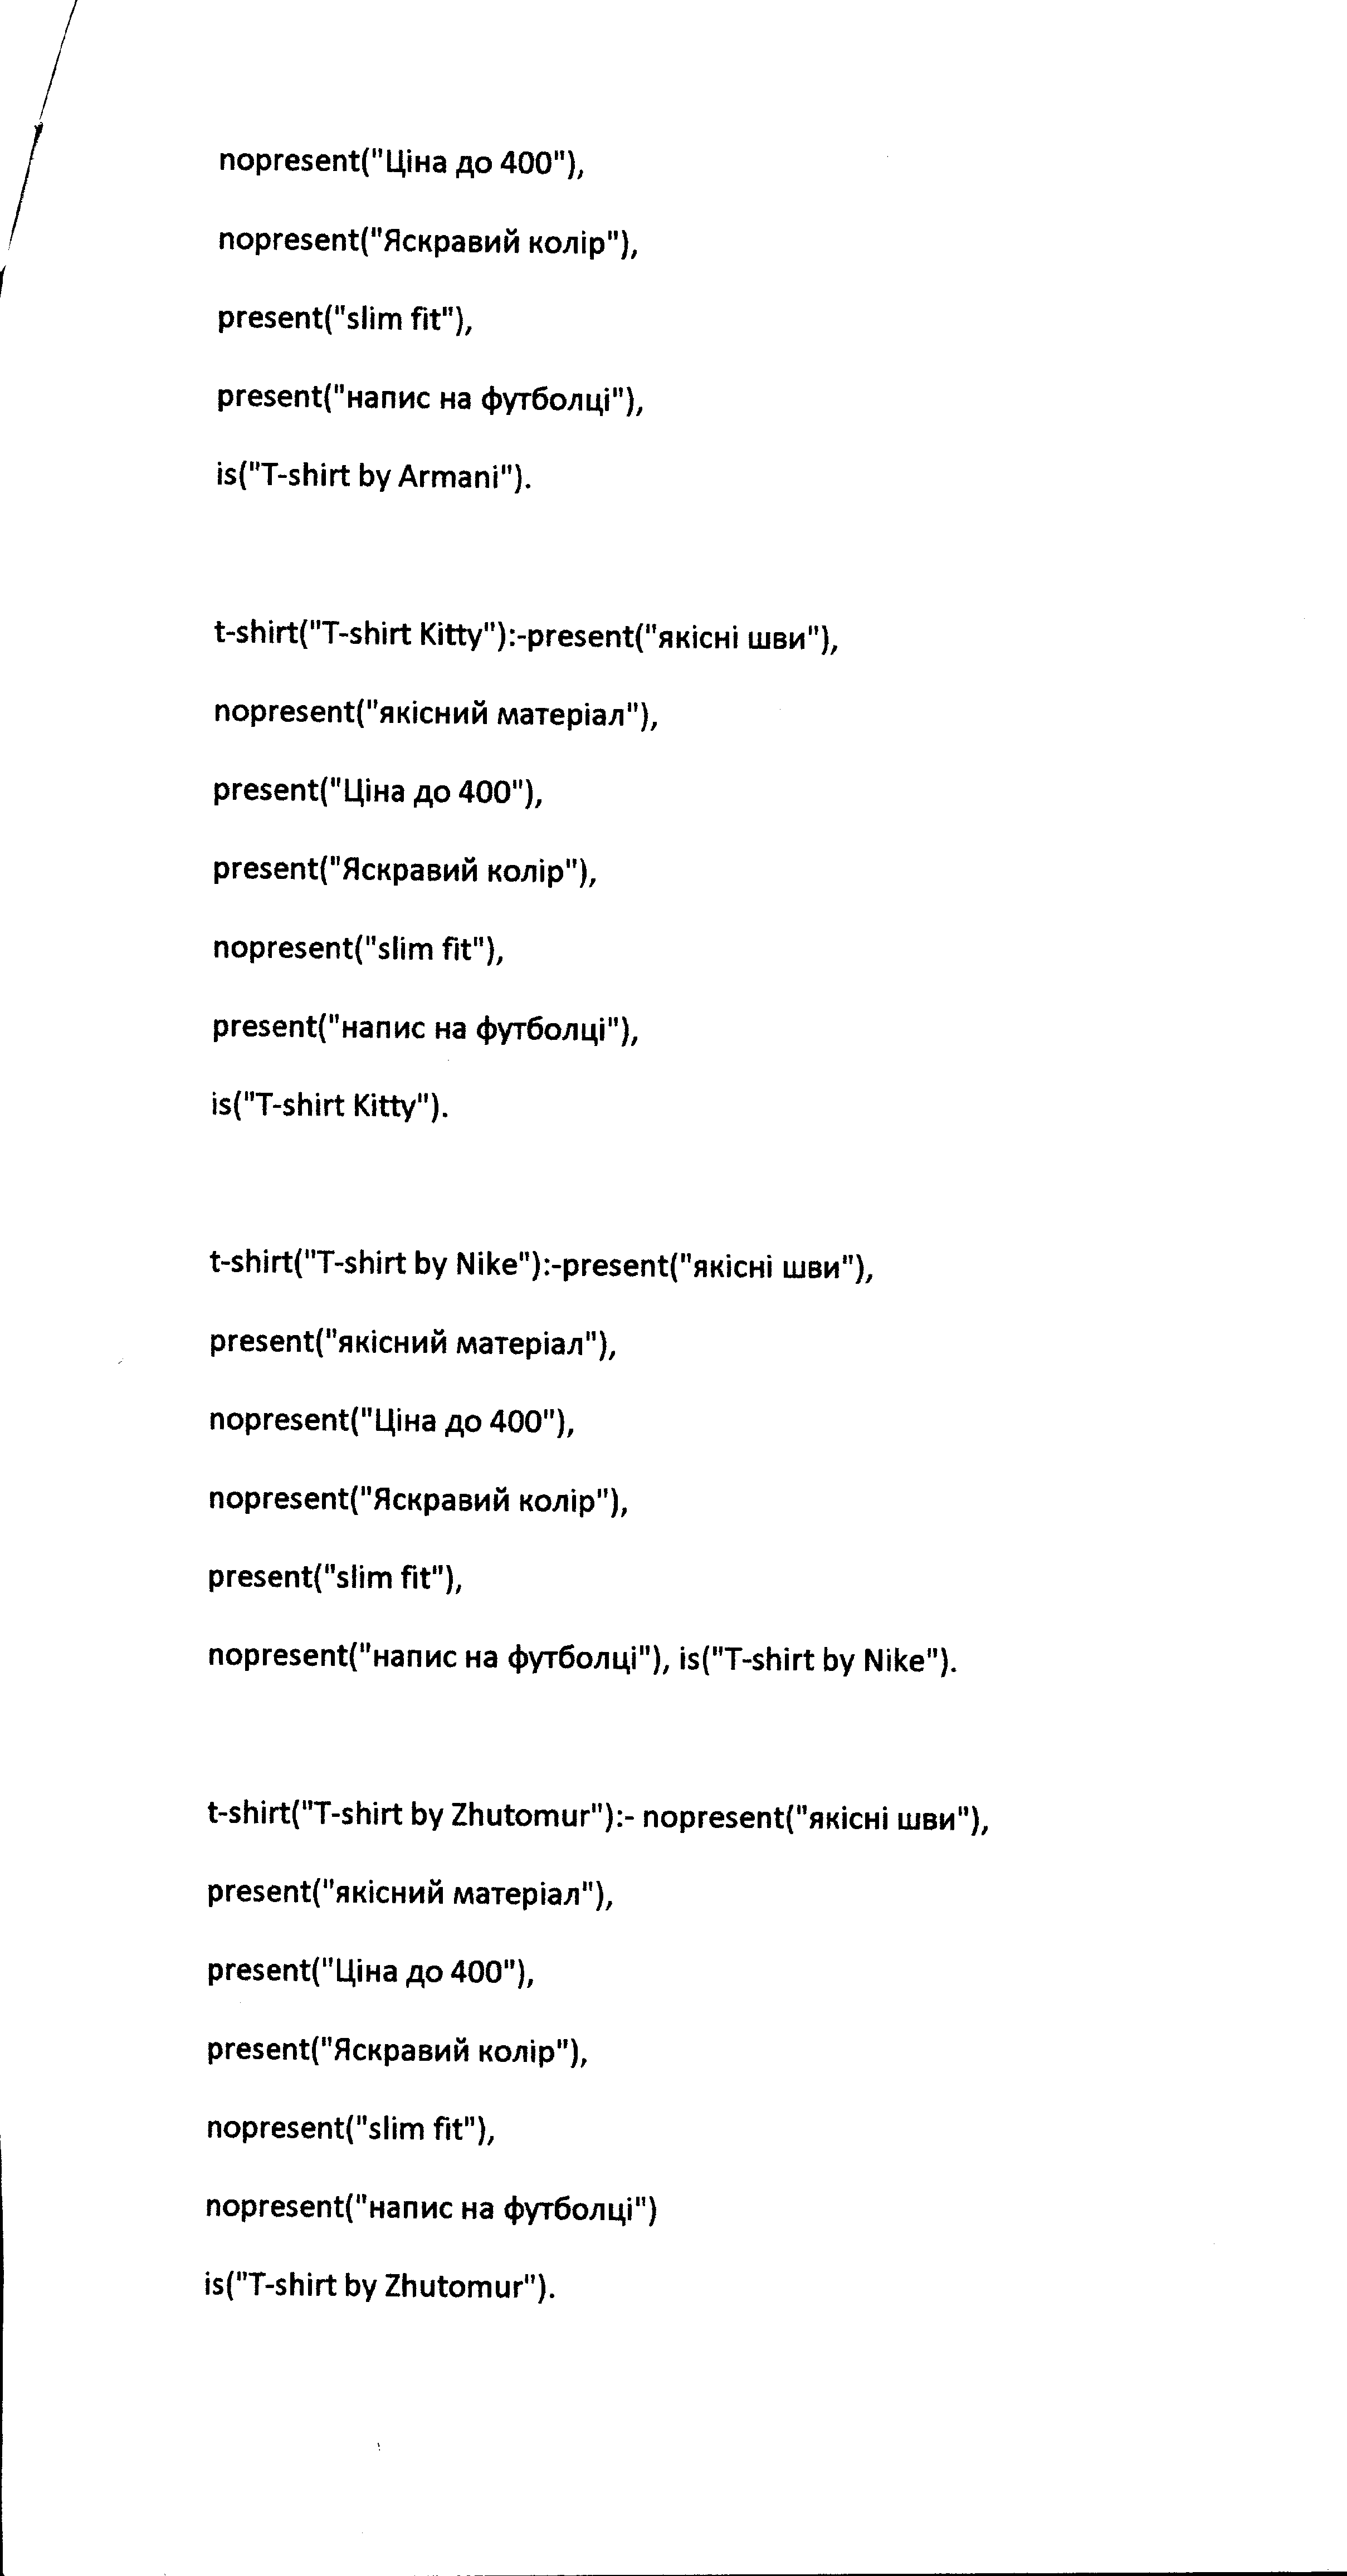 nopresent("Ціна до 400"),
nopresent("Яскравий колір"),
present("slim fit"),
present("напис на футболці"),
is("T-shirt by Armani").
t-shirt("T-shirt Kitty"):-present("якісні шви"),
nopresent("якісний матеріал"),
present("Ціна до 400"),
present("Яскравий колір"),
nopresent("slim fit"),
present("напис на футболці"),
is("T-shirt Kitty").
t-shirt("T-shirt by Nike"):-present("якісні шви"),
present("якісний матеріал"),
nopresent("Ціна до 400"),
nopresent("Яскравий колір"),
present("slim fit"),
nopresent("напис на футболці"), is("T-shirt by Nike").
t-shirt("T-shirt by Zhutomur"):- nopresent("якісні шви"),
present("якісний матеріал"),
present("Ціна до 400"),
present("Яскравий колір"),
nopresent("slim fit"),
nopresent("напис на футболці")
is("T-shirt by Zhutomur").